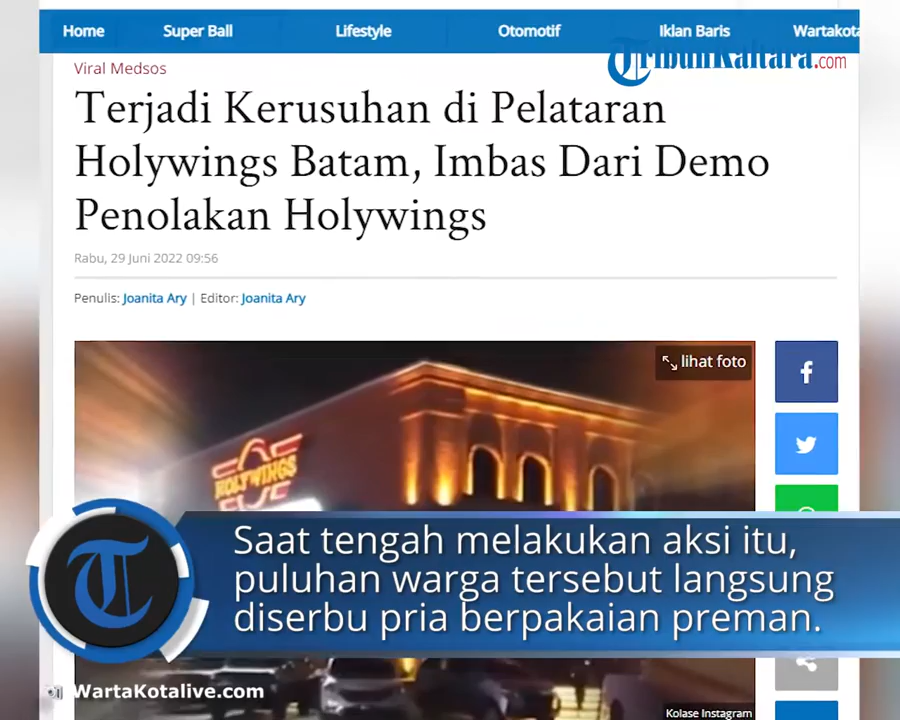 Home Super Ball Lifestyle Otomotif Iklan Baris Wartakota
TribunKaltara.com
Viral Medsos
Terjadi Kerusuhan di Pelataran
Holywings Batam, Imbas Dari Demo
Penolakan Holywings
Rabu, 29 Juni 2022 09:56
Penulis: Joanita Ary | Editor: Joanita Ary
lihat foto
HOLYWINGS
Saat tengah melakukan aksi itu,
puluhan warga tersebut langsung
diserbu pria berpakaian preman.
WartaKotalive.com
Kolase Instagram